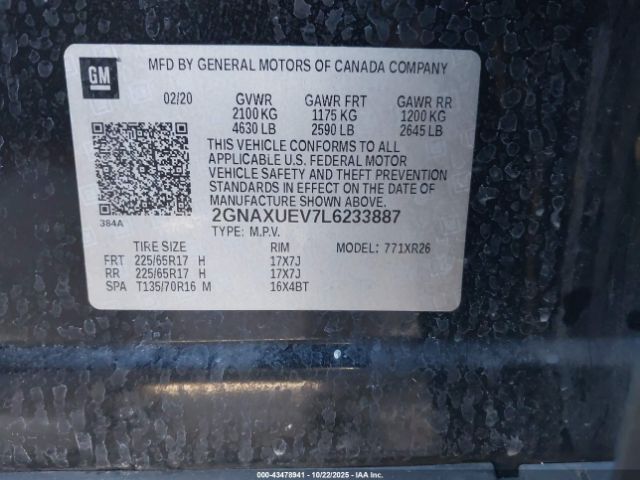 GM
MFD BY GENERAL MOTORS OF CANADA COMPANY
02/20 GVWR GAWR FRT GAWR RR
2100 KG 1175 KG 1200 KG
4630 LB 2590 LB 2645 LB
THIS VEHICLE CONFORMS TO ALL
APPLICABLE U.S. FEDERAL MOTOR
VEHICLE SAFETY AND THEFT PREVENTION
STANDARDS IN EFFECT ON THE DATE OF
MANUFACTURE SHOWN ABOVE.
384A 2GNAXUEV7L6233887
TYPE: M.P.V.
TIRE SIZE RIM MODEL: 771XR26
FRT 225/65R17 H 17X7J
RR 225/65R17 H 17X7J
SPA T135/70R16 M 16X4BT
000-43478941 - 10/22/2025 - IAA, Inc.